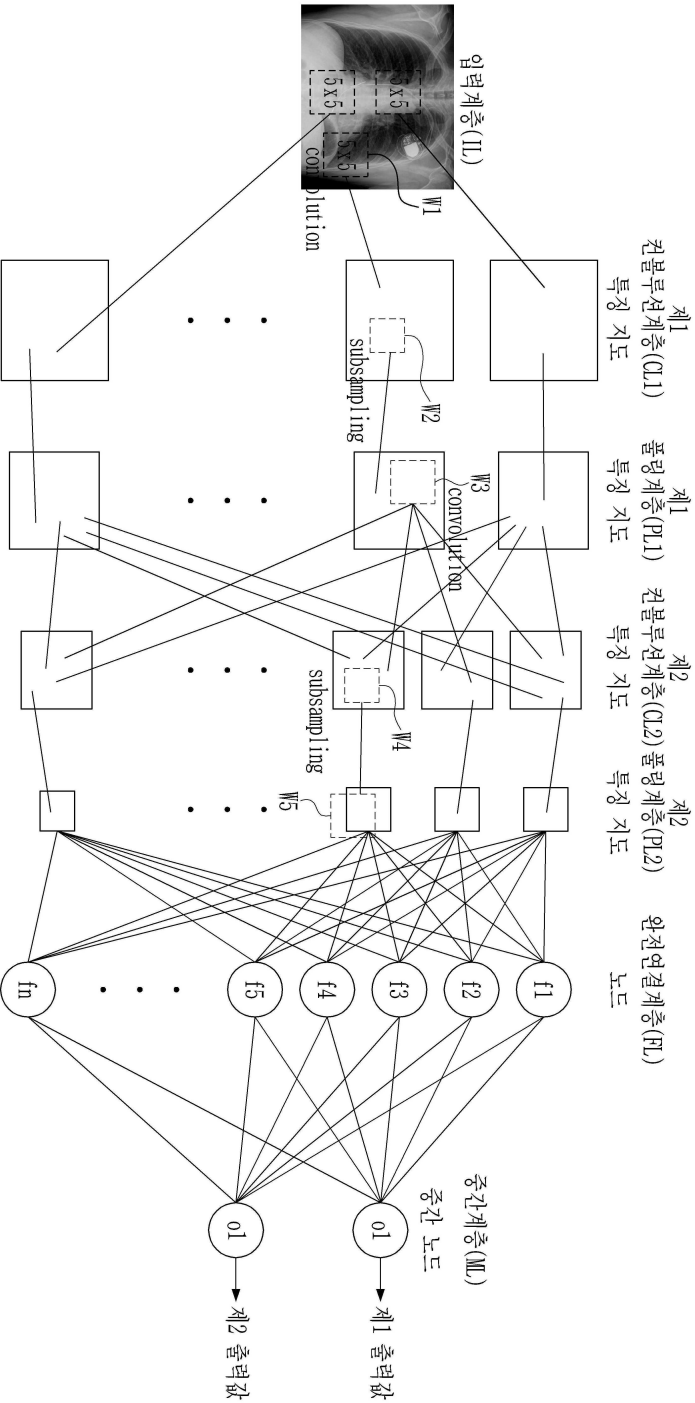 입력계층(IL)
5x5
5x5
5x5
convolution
W1
제1
컨볼루션계층(CL1)
특징 지도
W2
subsampling
제1
풀링계층(PL1)
특징 지도
W3
convolution
제2
컨볼루션계층(CL2)
특징 지도
W4
subsampling
제2
풀링계층(PL2)
특징 지도
W5
완전연결계층(FL)
노드
f1
f2
f3
f4
f5
fn
중간계층(ML)
중간 노드
o1
o1
제1 출력값
제2 출력값